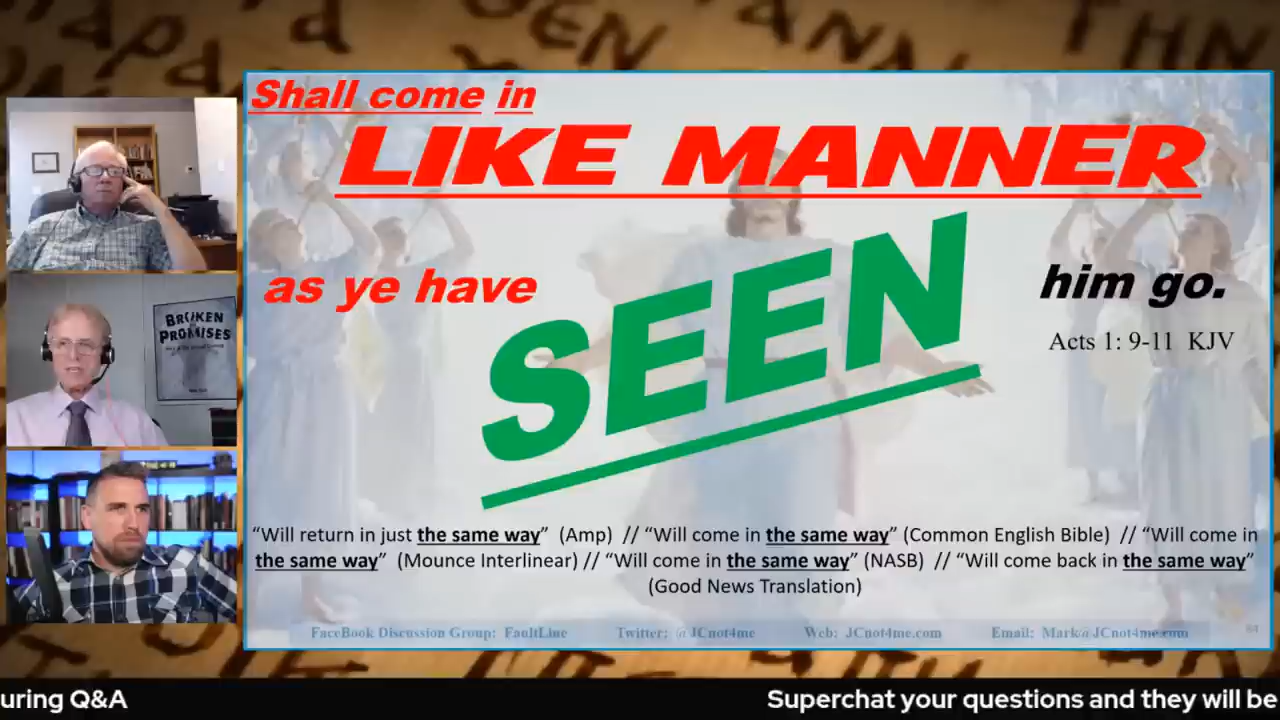 Shall come in
LIKE MANNER
as ye have
SEEN
him go.
Acts 1: 9-11 KJV
“Will return in just the same way” (Amp) // “Will come in the same way” (Common English Bible) // “Will come in
the same way” (Mounce Interlinear) // “Will come in the same way” (NASB) // “Will come back in the same way”
(Good News Translation)
FaceBook Discussion Group: FaultLine Twitter: @JCnot4me Web: JCnot4me.com Email: Mark@JCnot4me.com 84
BROKEN
PROMISES
uring Q&A Superchat your questions and they will be